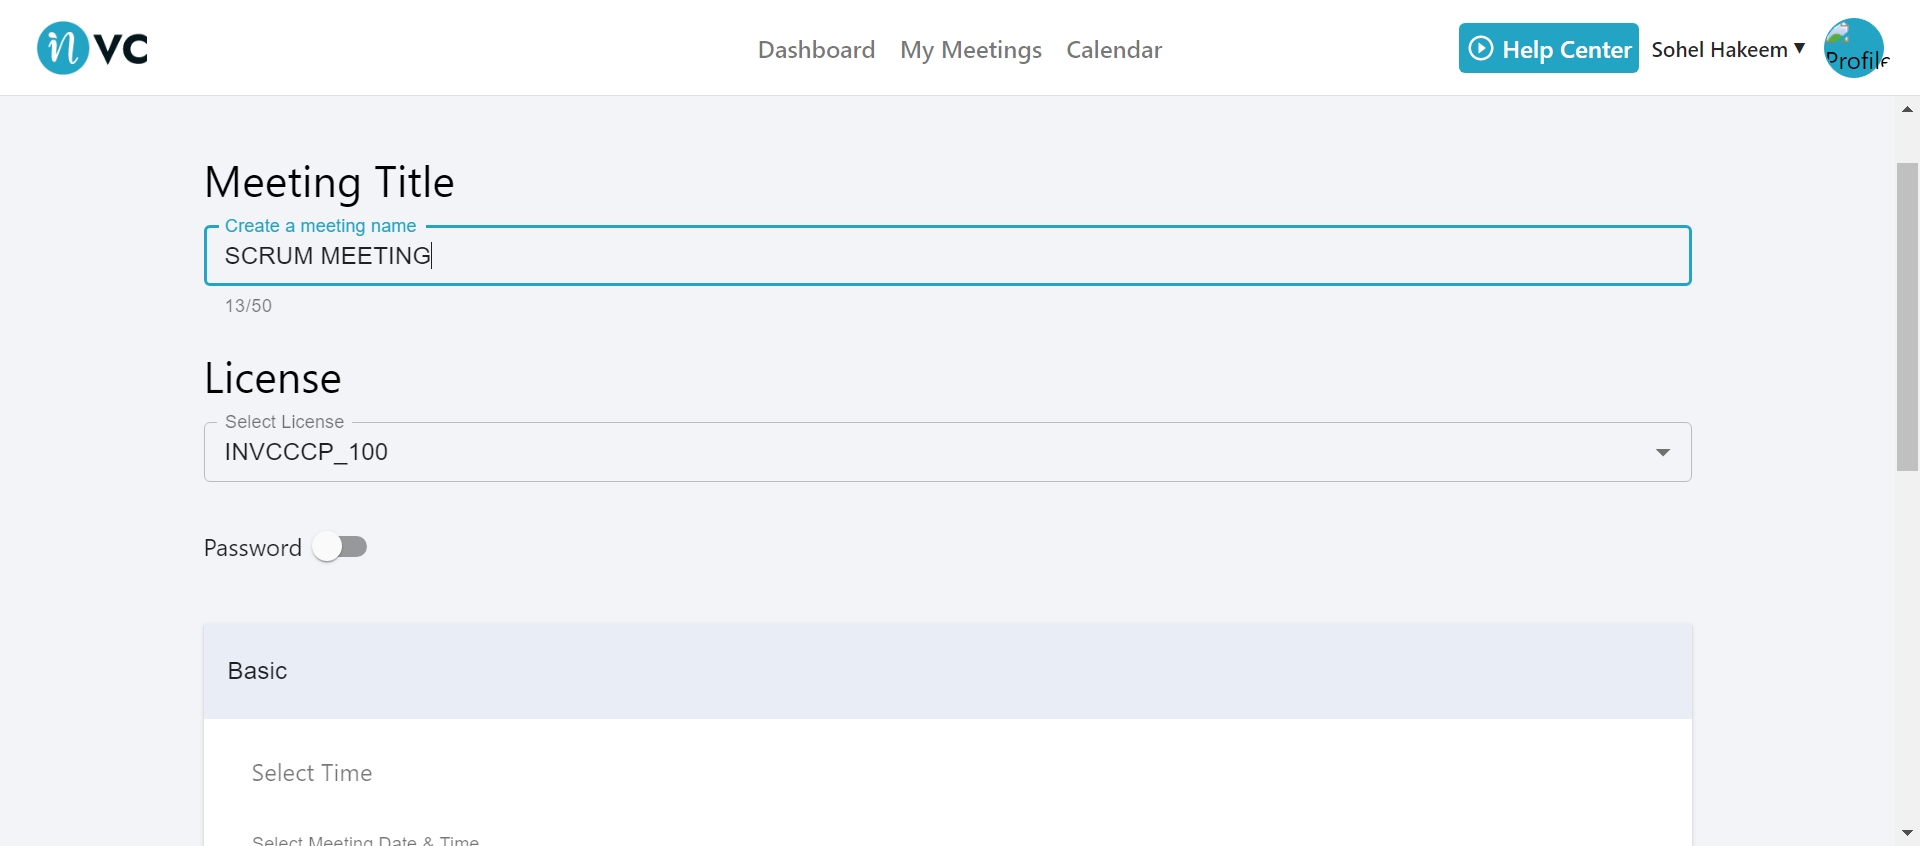 n VC
Dashboard My Meetings Calendar
Help Center
Sohel Hakeem
Profile
Meeting Title
Create a meeting name
SCRUM MEETING
13/50
License
Select License
INVCCCP_100
Password
Basic
Select Time
Select Meeting Date & Time